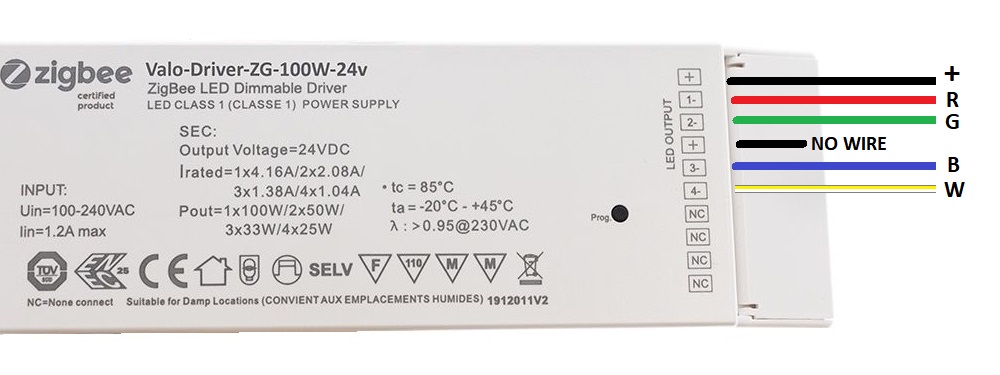 zigbee
certified
product
Valo-Driver-ZG-100W-24v
ZigBee LED Dimmable Driver
LED CLASS 1 (CLASSE 1) POWER SUPPLY
SEC:
Output Voltage=24VDC
Irated=1x4.16A/2x2.08A/
3x1.38A/4x1.04A
Pout=1x100W/2x50W/
3x33W/4x25W
INPUT:
Uin=100-240VAC
Iin=1.2A max
• tc = 85°C
ta = -20°C - +45°C
λ : >0.95@230VAC
Prog.
LED OUTPUT
+
1-
2-
+
3-
4-
NC
NC
NC
NC
+
R
G
NO WIRE
B
W
TÜV
25
CE
SELV
F
110
M
M
NC=None connect Suitable for Damp Locations (CONVIENT AUX EMPLACEMENTS HUMIDES) 1912011V2